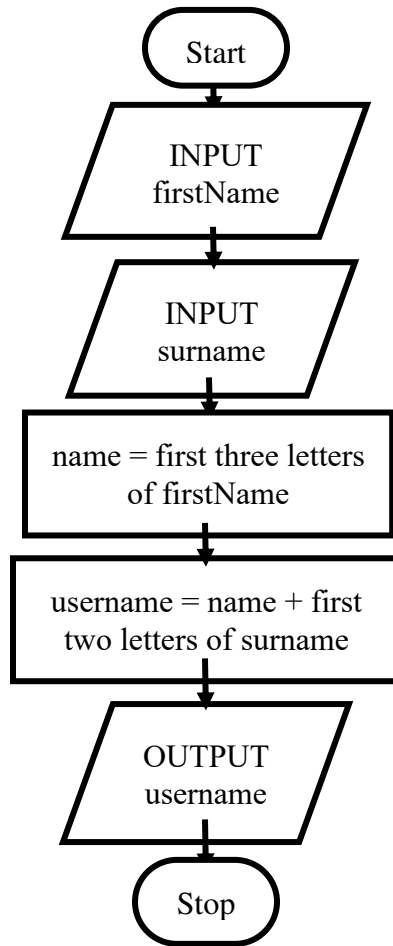 Start
INPUT
firstName
INPUT
surname
name = first three letters
of firstName
username = name + first
two letters of surname
OUTPUT
username
Stop